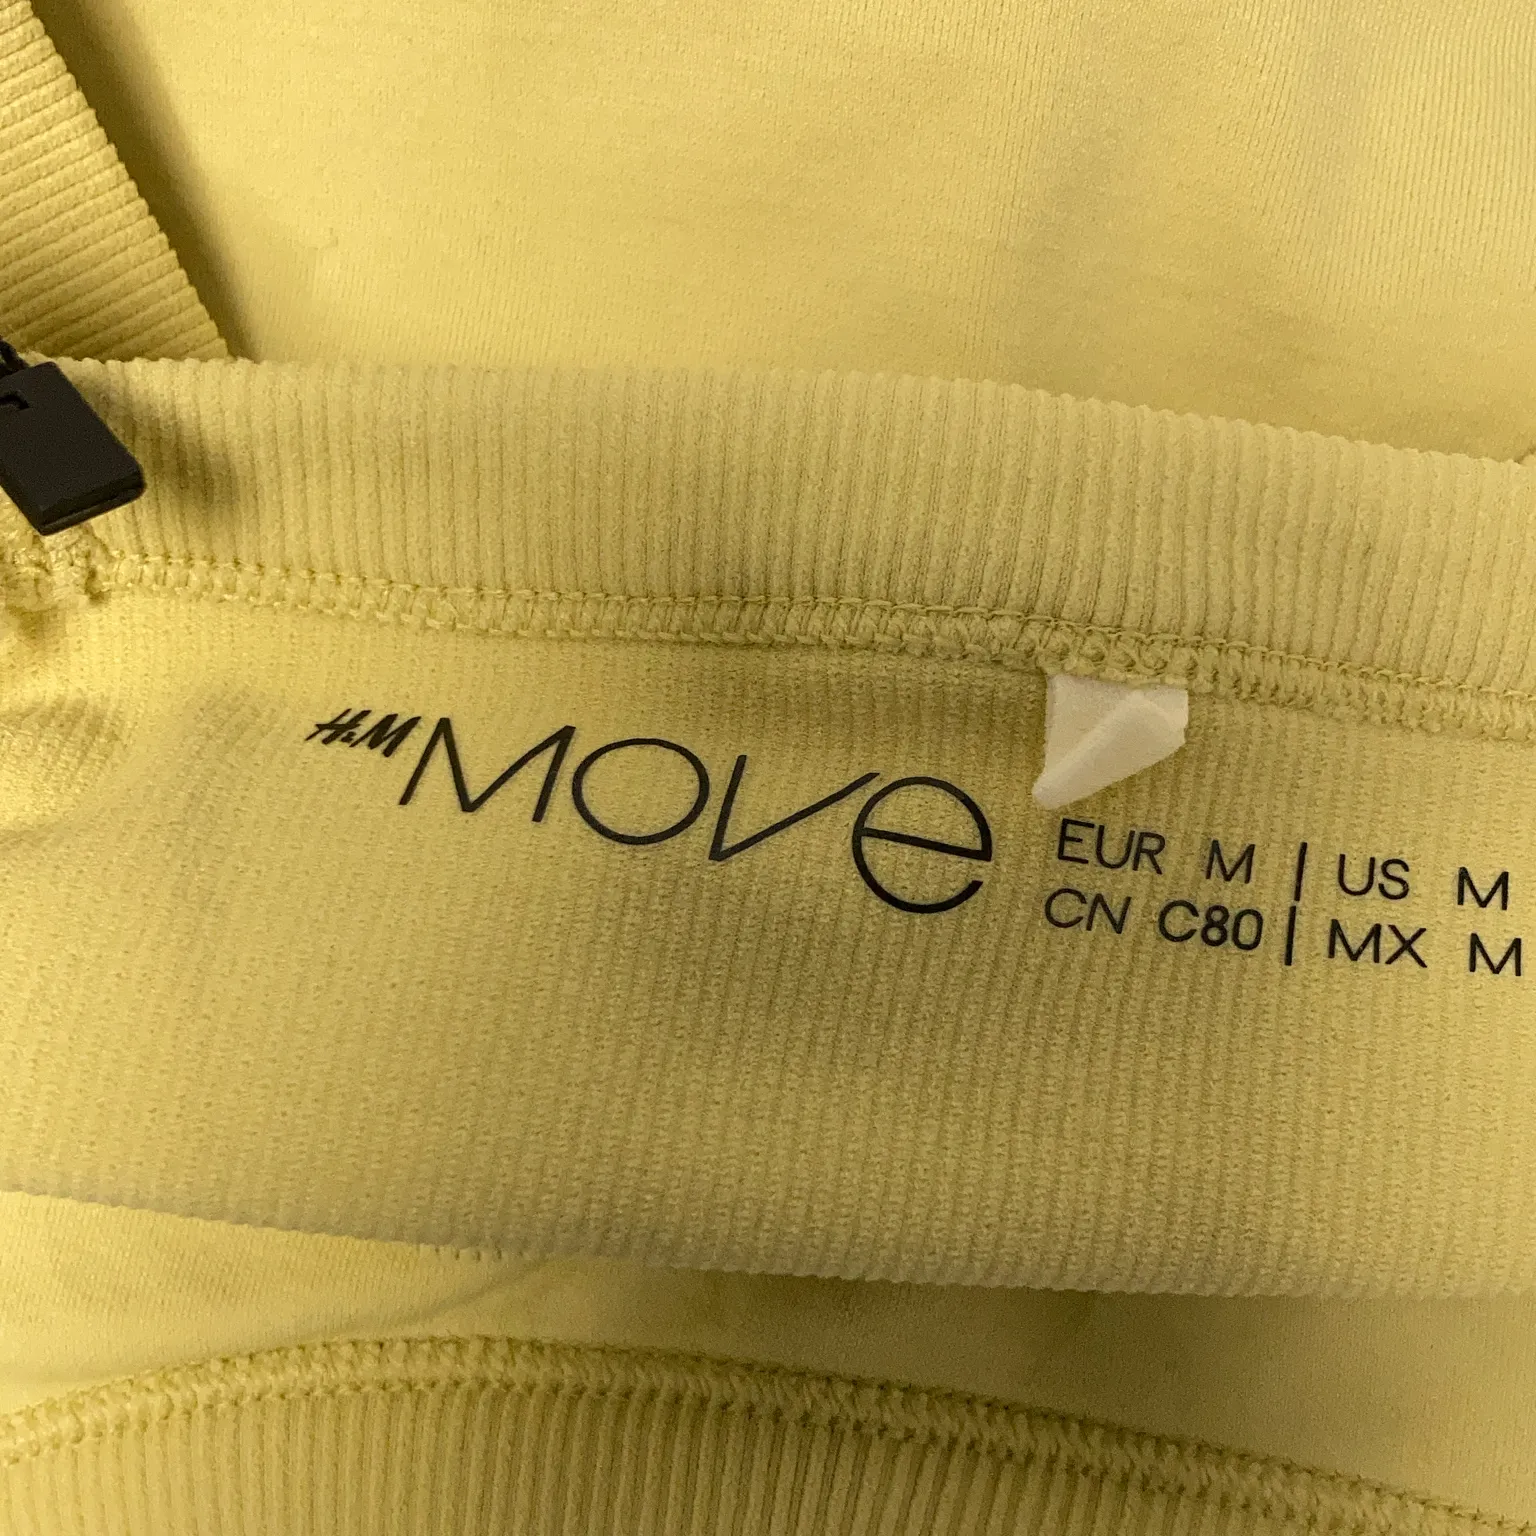 H&M MOVE
EUR M | US M
CN C80 | MX M